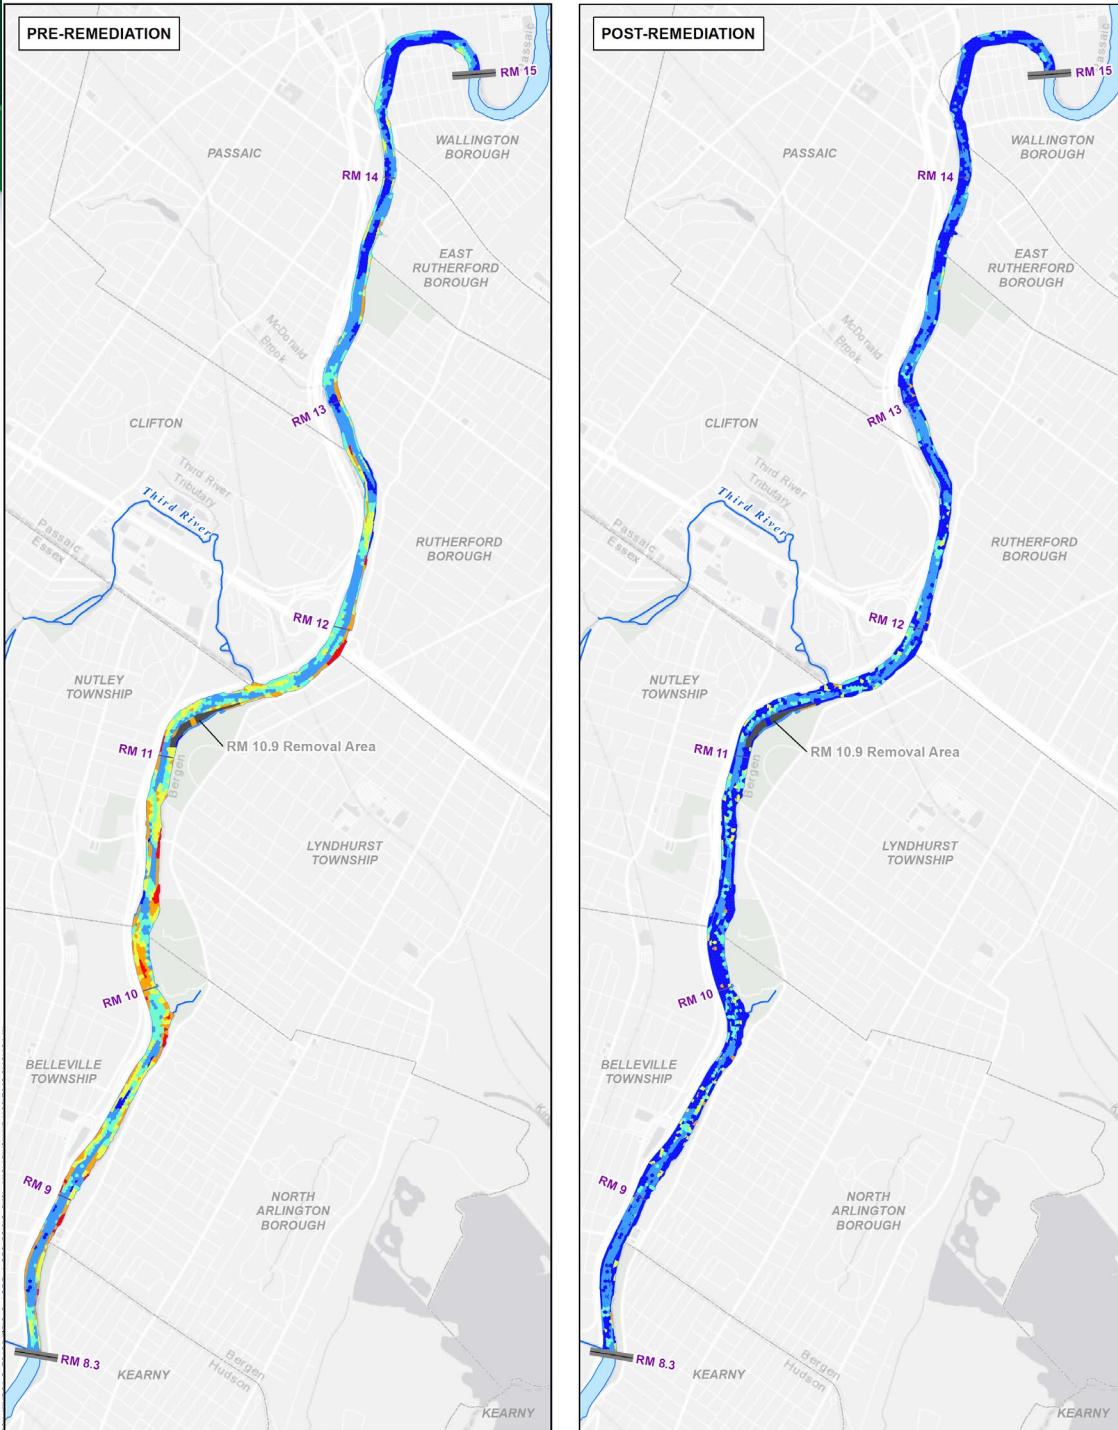 PRE-REMEDIATION
Passaic
RM 15
WALLINGTON
BOROUGH
PASSAIC
RM 14
EAST
RUTHERFORD
BOROUGH
McDonald
Brook
RM 13
CLIFTON
Third River
Tributary
Third River
Passaic
Essex
RUTHERFORD
BOROUGH
RM 12
NUTLEY
TOWNSHIP
RM 11
RM 10.9 Removal Area
Bergen
LYNDHURST
TOWNSHIP
RM 10
BELLEVILLE
TOWNSHIP
RM 9
NORTH
ARLINGTON
BOROUGH
RM 8.3
KEARNY
Bergen
Hudson
KEARNY
POST-REMEDIATION
Passaic
RM 15
WALLINGTON
BOROUGH
PASSAIC
RM 14
EAST
RUTHERFORD
BOROUGH
McDonald
Brook
RM 13
CLIFTON
Third River
Tributary
Third River
Passaic
Essex
RUTHERFORD
BOROUGH
RM 12
NUTLEY
TOWNSHIP
RM 11
RM 10.9 Removal Area
Bergen
LYNDHURST
TOWNSHIP
RM 10
BELLEVILLE
TOWNSHIP
RM 9
NORTH
ARLINGTON
BOROUGH
RM 8.3
KEARNY
Bergen
Hudson
KEARNY